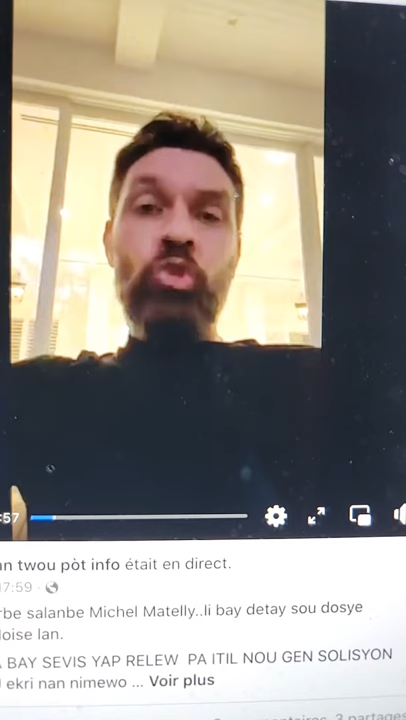 :57
an twou pòt info était en direct.
17:59 ·
rbe salanbe Michel Matelly..li bay detay sou dosye
loise lan.
BAY SEVIS YAP RELEW PA ITIL NOU GEN SOLISYON
ekri nan nimewo ... Voir plus
3 partages